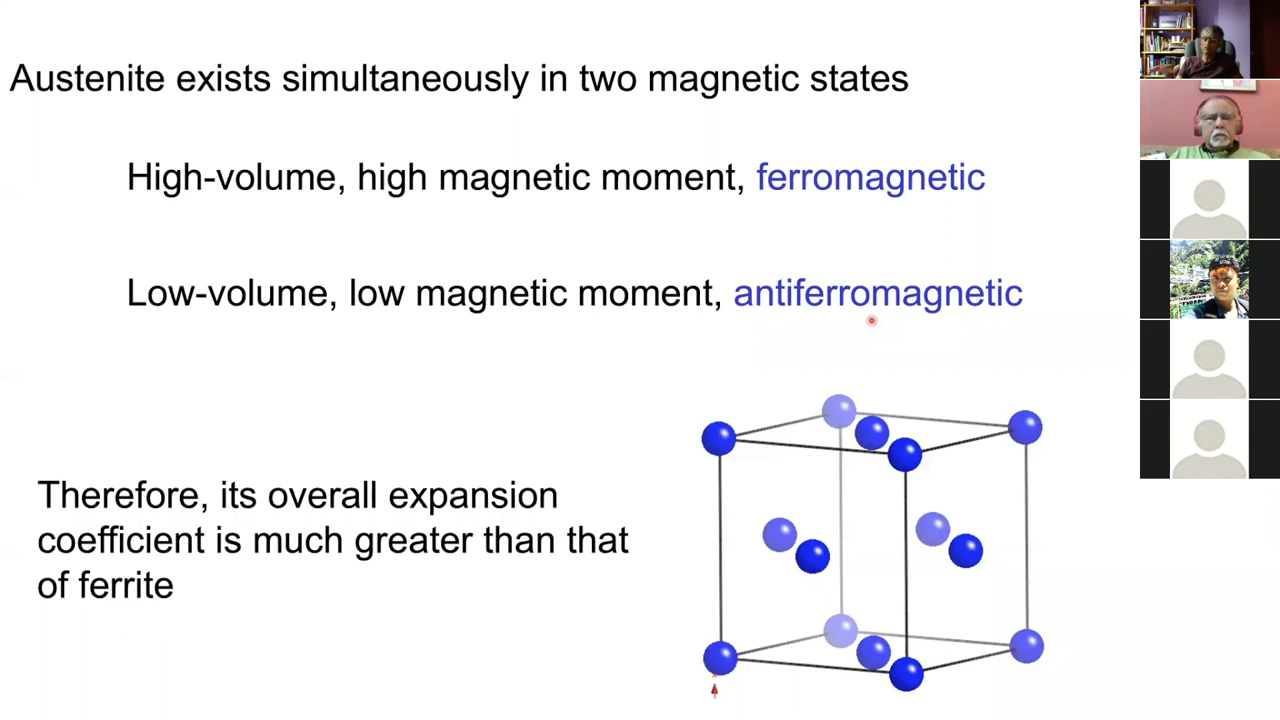 Austenite exists simultaneously in two magnetic states
High-volume, high magnetic moment, ferromagnetic
Low-volume, low magnetic moment, antiferromagnetic
Therefore, its overall expansion
coefficient is much greater than that
of ferrite